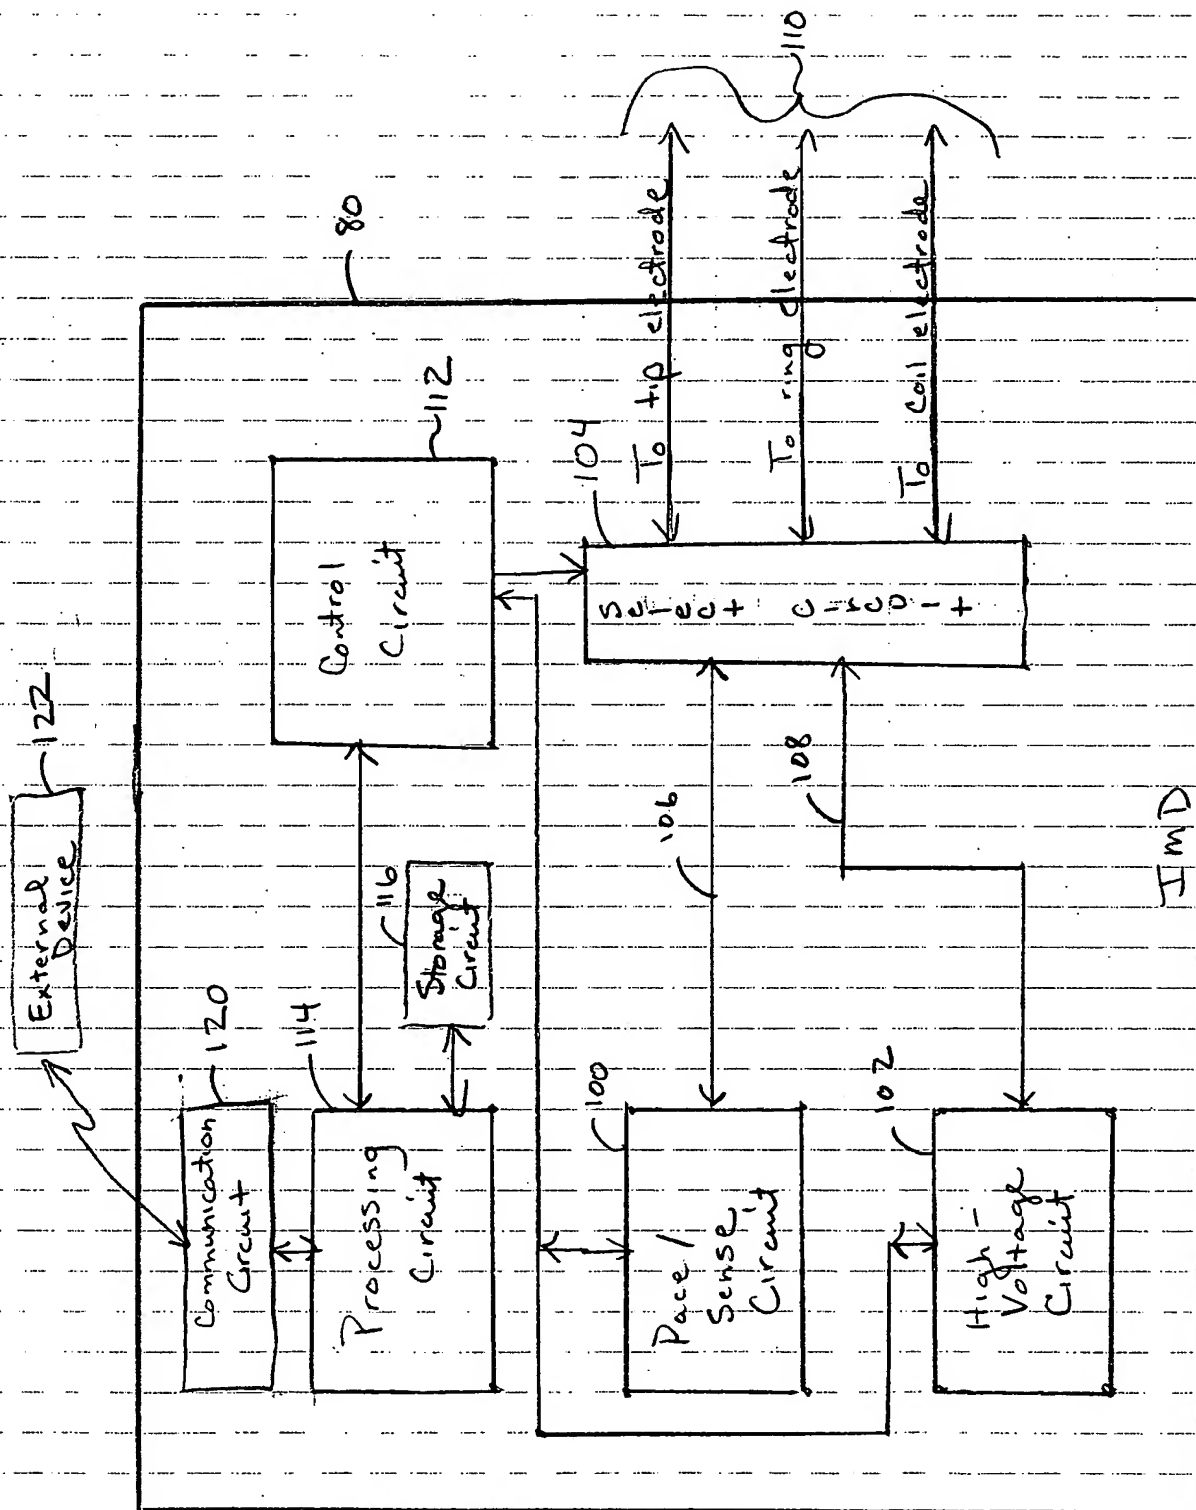 External
Device
122
Communication
Circuit
120
Processing
Circuit
114
Storage
Circuit
116
Control
Circuit
112
80
Pace /
Sense
Circuit
100
High-
Voltage
Circuit
102
106
108
Select Circuit
104
To tip electrode
To ring electrode
To coil electrode
110
IMD